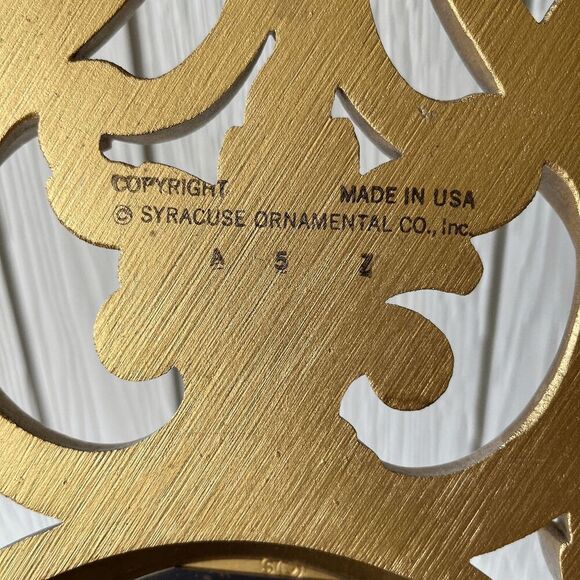 COPYRIGHT MADE IN USA
© SYRACUSE ORNAMENTAL CO., Inc.
A 5 Z